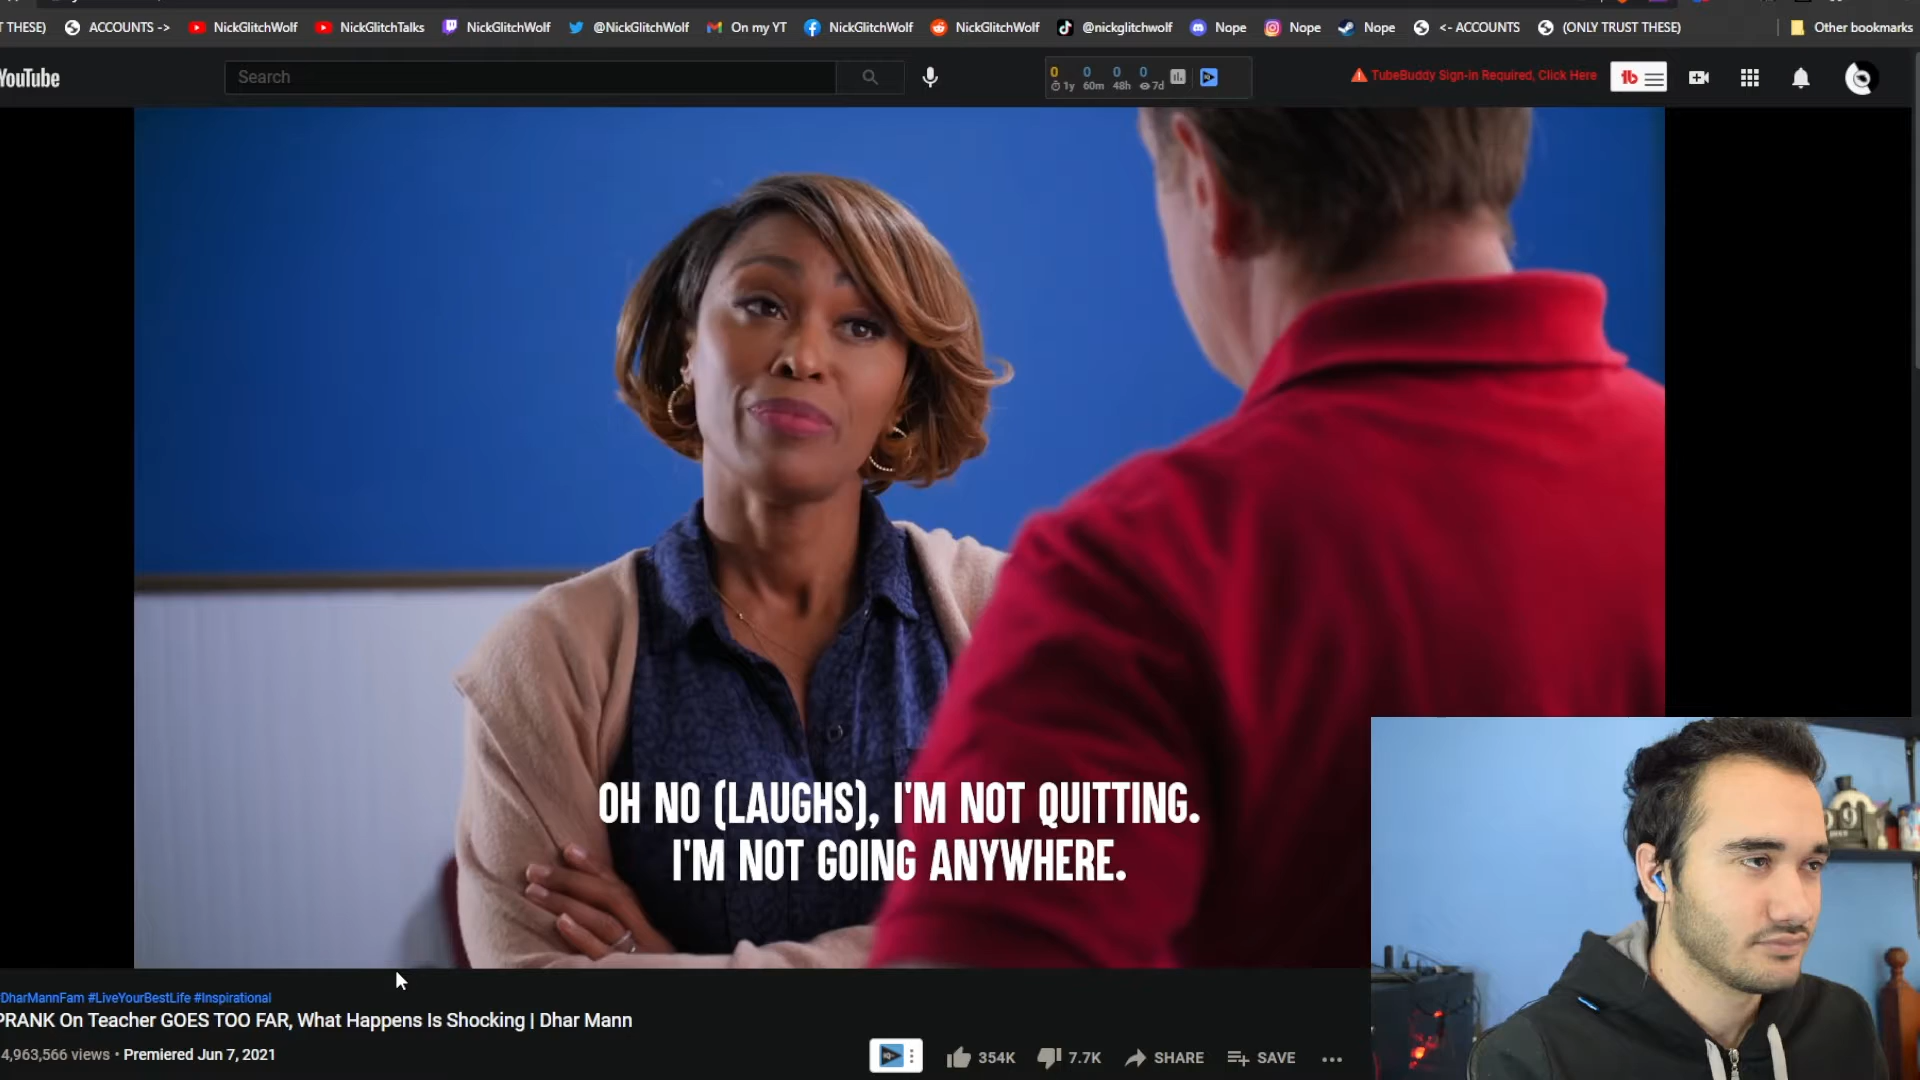 T THESE) ACCOUNTS -> NickGlitchWolf NickGlitchTalks NickGlitchWolf @NickGlitchWolf On my YT NickGlitchWolf NickGlitchWolf @nickglitchwolf Nope Nope Nope <- ACCOUNTS (ONLY TRUST THESE) Other bookmarks
YouTube Search 0 0 0 0 TubeBuddy Sign-in Required, Click Here tb
1y 60m 48h 7d
OH NO (LAUGHS), I'M NOT QUITTING.
I'M NOT GOING ANYWHERE.
DharMannFam #LiveYourBestLife #Inspirational
PRANK On Teacher GOES TOO FAR, What Happens Is Shocking | Dhar Mann
4,963,566 views • Premiered Jun 7, 2021
354K 7.7K SHARE SAVE